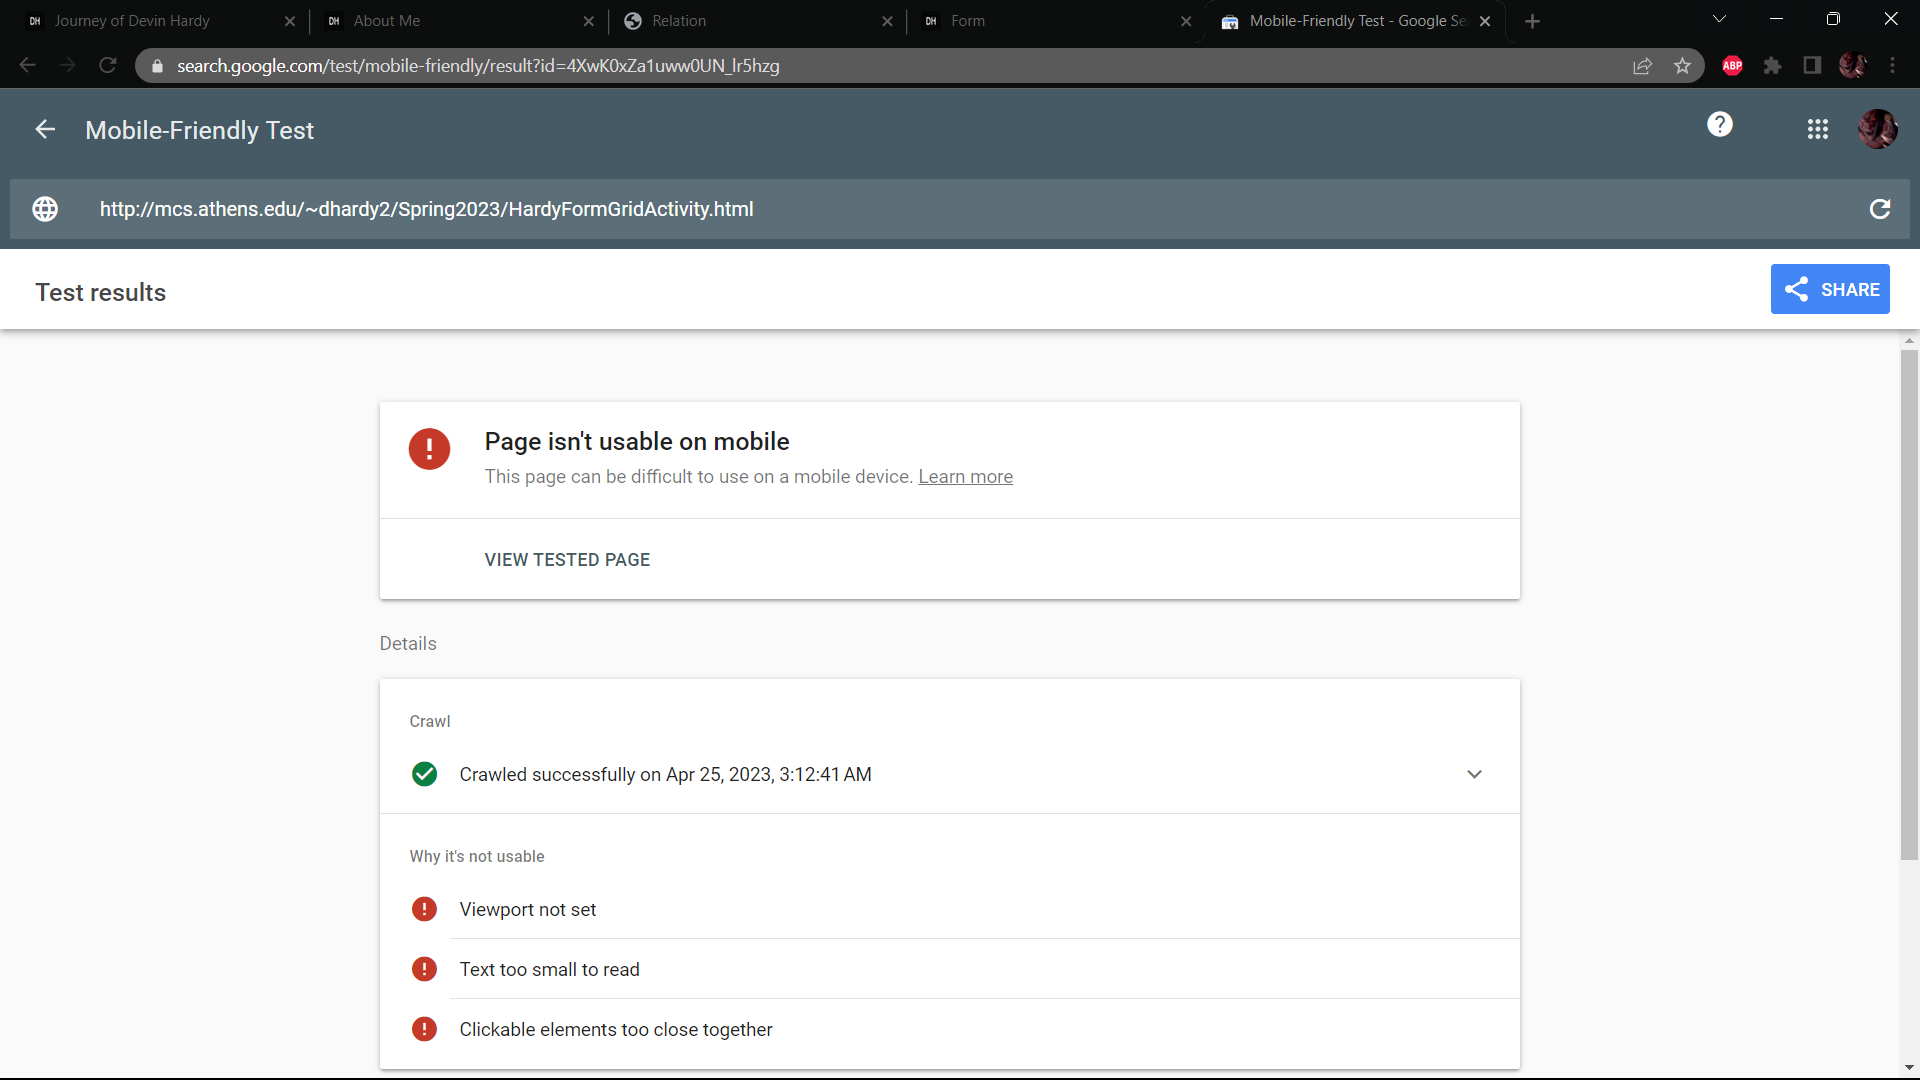 DH Journey of Devin Hardy
DH About Me
Relation
DH Form
Mobile-Friendly Test - Google Se
search.google.com/test/mobile-friendly/result?id=4XwK0xZa1uww0UN_lr5hzg
ABP
Mobile-Friendly Test
?
http://mcs.athens.edu/~dhardy2/Spring2023/HardyFormGridActivity.html
Test results
SHARE
Page isn't usable on mobile
This page can be difficult to use on a mobile device. Learn more
VIEW TESTED PAGE
Details
Crawl
Crawled successfully on Apr 25, 2023, 3:12:41 AM
Why it's not usable
Viewport not set
Text too small to read
Clickable elements too close together